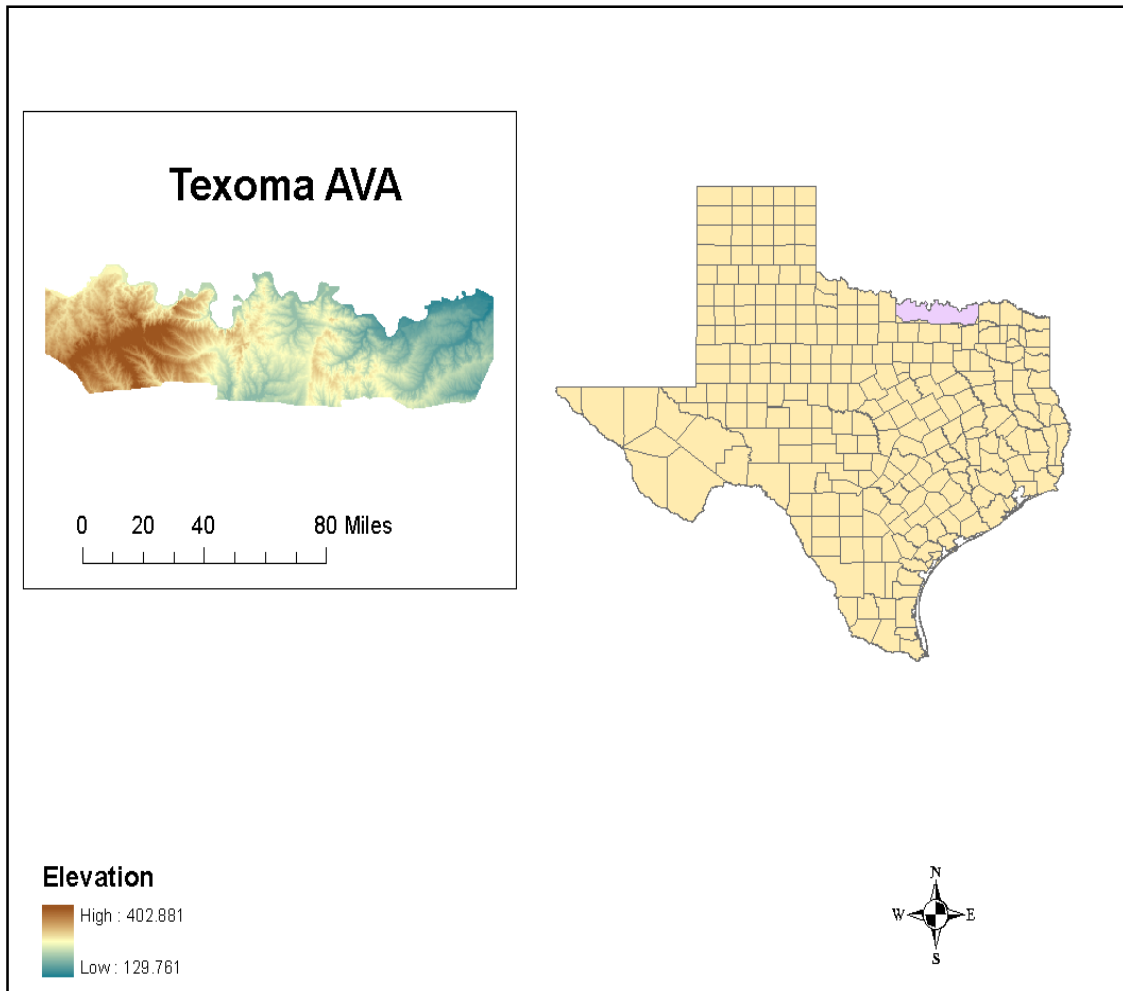 Texoma AVA
0 20 40 80 Miles
Elevation
High : 402.881
Low : 129.761
N
W E
S